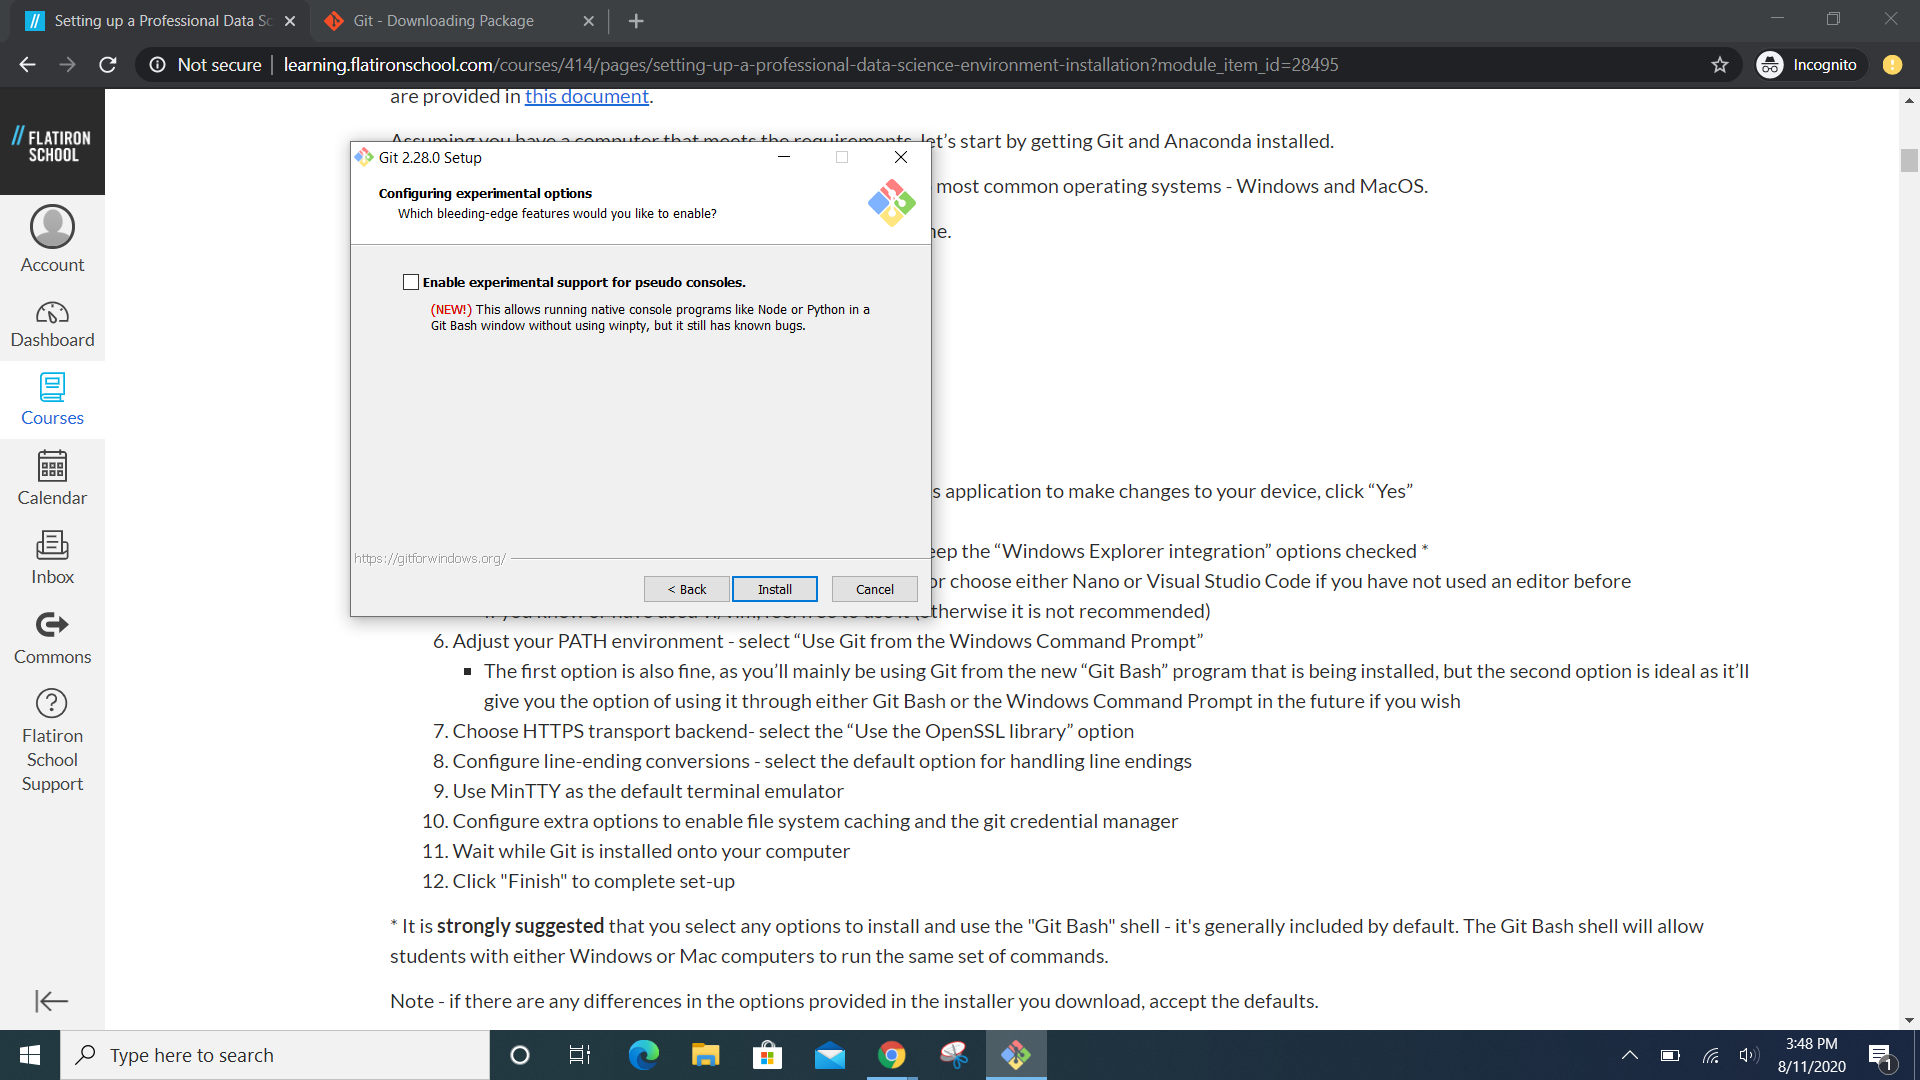 Setting up a Professional Data Sc
Git - Downloading Package
Not secure
learning.flatironschool.com/courses/414/pages/setting-up-a-professional-data-science-environment-installation?module_item_id=28495
Incognito
// FLATIRON
SCHOOL
Account
Dashboard
Courses
Calendar
Inbox
Commons
Flatiron
School
Support
are provided in this document.
Assuming you have a computer that meets the requirements, let’s start by getting Git and Anaconda installed.
most common operating systems - Windows and MacOS.
ne.
Git 2.28.0 Setup
Configuring experimental options
Which bleeding-edge features would you like to enable?
Enable experimental support for pseudo consoles.
(NEW!) This allows running native console programs like Node or Python in a
Git Bash window without using winpty, but it still has known bugs.
https://gitforwindows.org/
< Back
Install
Cancel
s application to make changes to your device, click “Yes”
eep the “Windows Explorer integration” options checked *
or choose either Nano or Visual Studio Code if you have not used an editor before
If you know or have used vi/vim, feel free to use it (otherwise it is not recommended)
6. Adjust your PATH environment - select “Use Git from the Windows Command Prompt”
▪ The first option is also fine, as you’ll mainly be using Git from the new “Git Bash” program that is being installed, but the second option is ideal as it’ll
give you the option of using it through either Git Bash or the Windows Command Prompt in the future if you wish
7. Choose HTTPS transport backend- select the “Use the OpenSSL library” option
8. Configure line-ending conversions - select the default option for handling line endings
9. Use MinTTY as the default terminal emulator
10. Configure extra options to enable file system caching and the git credential manager
11. Wait while Git is installed onto your computer
12. Click "Finish" to complete set-up
* It is strongly suggested that you select any options to install and use the "Git Bash" shell - it's generally included by default. The Git Bash shell will allow
students with either Windows or Mac computers to run the same set of commands.
Note - if there are any differences in the options provided in the installer you download, accept the defaults.
Type here to search
3:48 PM
8/11/2020
1